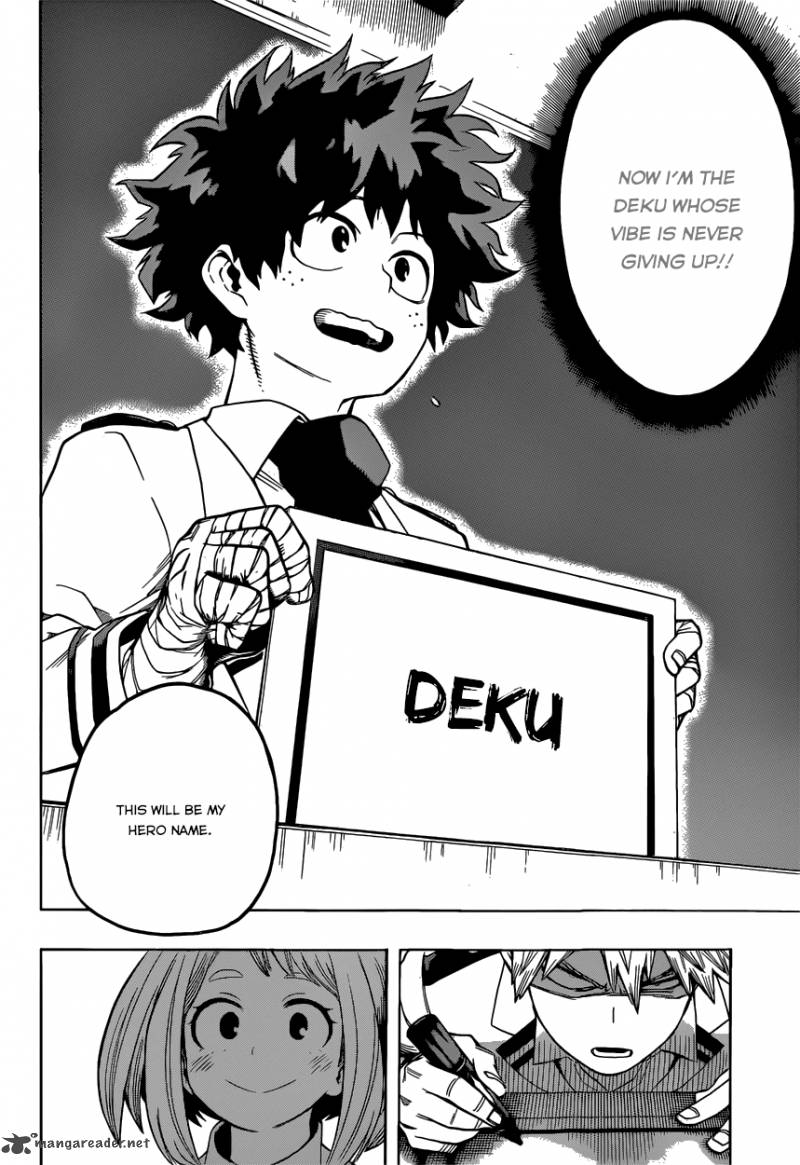 NOW I'M THE
DEKU WHOSE
VIBE IS NEVER
GIVING UP!!
DEKU
THIS WILL BE MY
HERO NAME.
mangareader.net